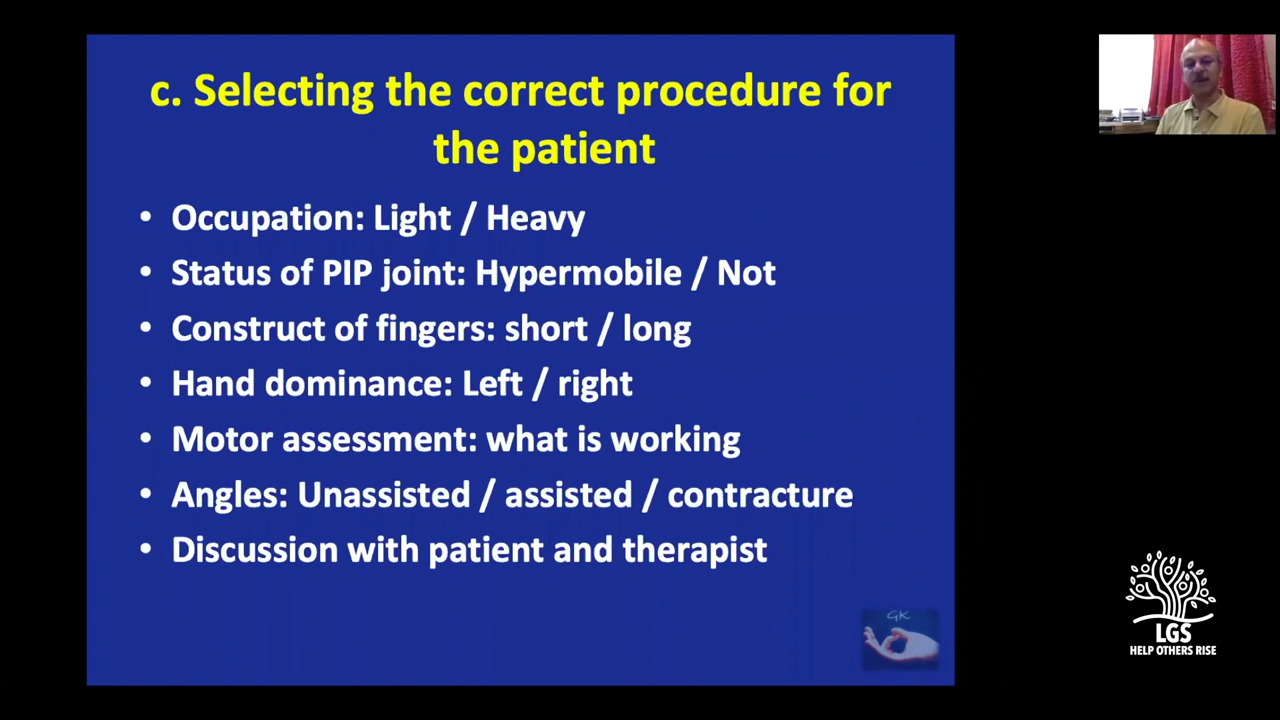 c. Selecting the correct procedure for
the patient
• Occupation: Light / Heavy
• Status of PIP joint: Hypermobile / Not
• Construct of fingers: short / long
• Hand dominance: Left / right
• Motor assessment: what is working
• Angles: Unassisted / assisted / contracture
• Discussion with patient and therapist
GK
LGS
HELP OTHERS RISE